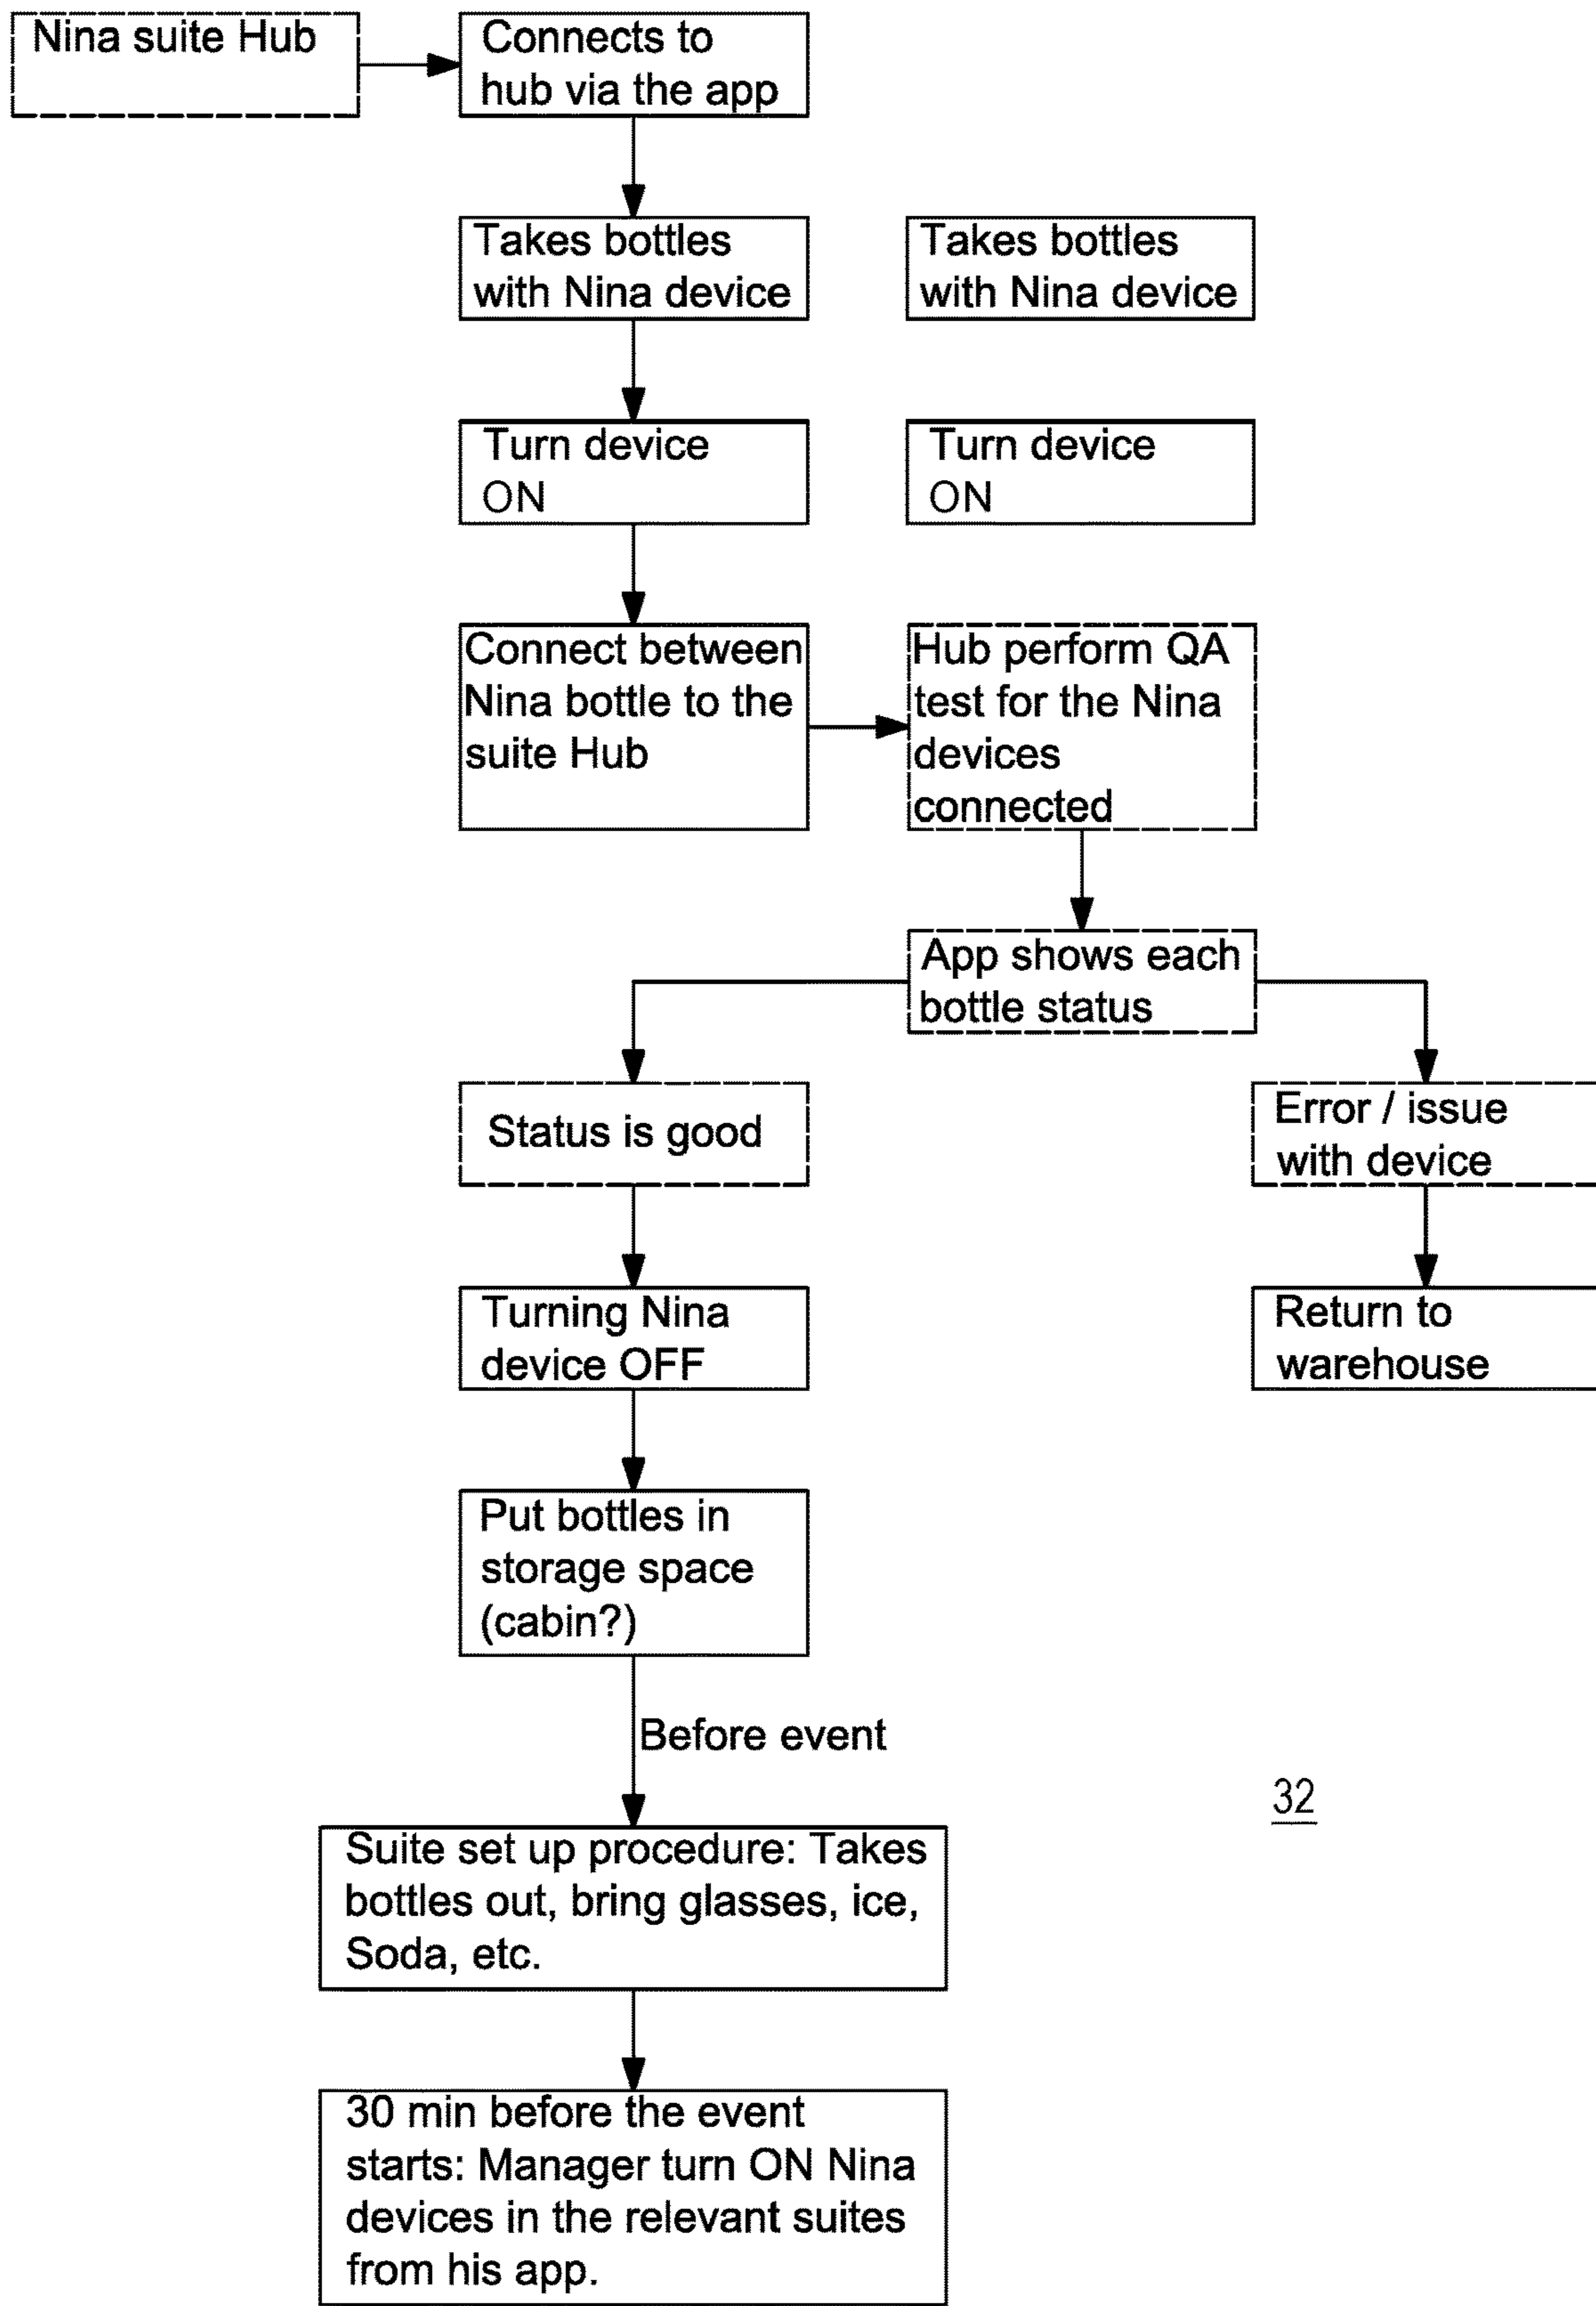 Nina suite Hub
Connects to
hub via the app
Takes bottles
with Nina device
Takes bottles
with Nina device
Turn device
ON
Turn device
ON
Connect between
Nina bottle to the
suite Hub
Hub perform QA
test for the Nina
devices
connected
App shows each
bottle status
Status is good
Error / issue
with device
Turning Nina
device OFF
Return to
warehouse
Put bottles in
storage space
(cabin?)
Before event
32
Suite set up procedure: Takes
bottles out, bring glasses, ice,
Soda, etc.
30 min before the event
starts: Manager turn ON Nina
devices in the relevant suites
from his app.